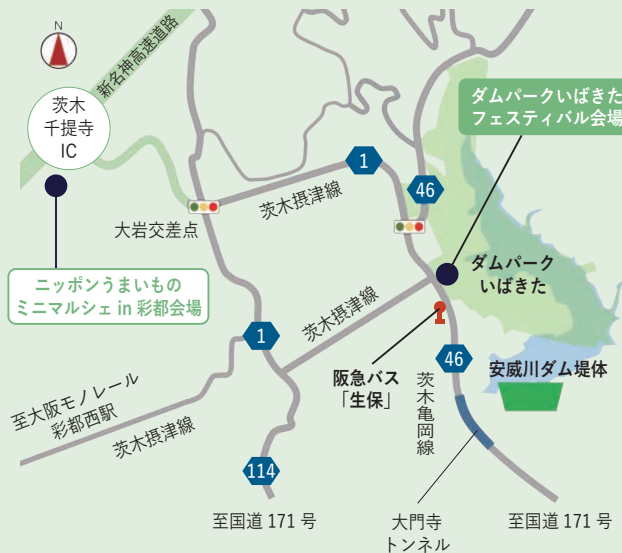 N
新名神高速道路
茨木
千提寺
IC
ダムパークいばきた
フェスティバル会場
1
46
茨木摂津線
大岩交差点
ダムパーク
いばきた
ニッポンうまいもの
ミニマルシェ in 彩都会場
茨木摂津線
1
46
阪急バス
「生保」
安威川ダム堤体
茨木亀岡線
至大阪モノレール
彩都西駅
茨木摂津線
114
至国道 171 号
大門寺
トンネル
至国道 171 号